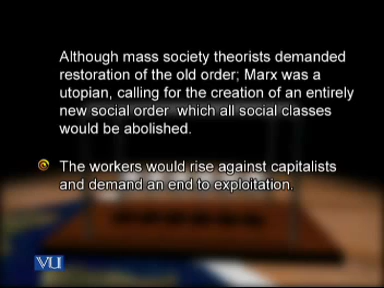 Although mass society theorists demanded
restoration of the old order; Marx was a
utopian, calling for the creation of an entirely
new social order which all social classes
would be abolished.
The workers would rise against capitalists
and demand an end to exploitation.
VU